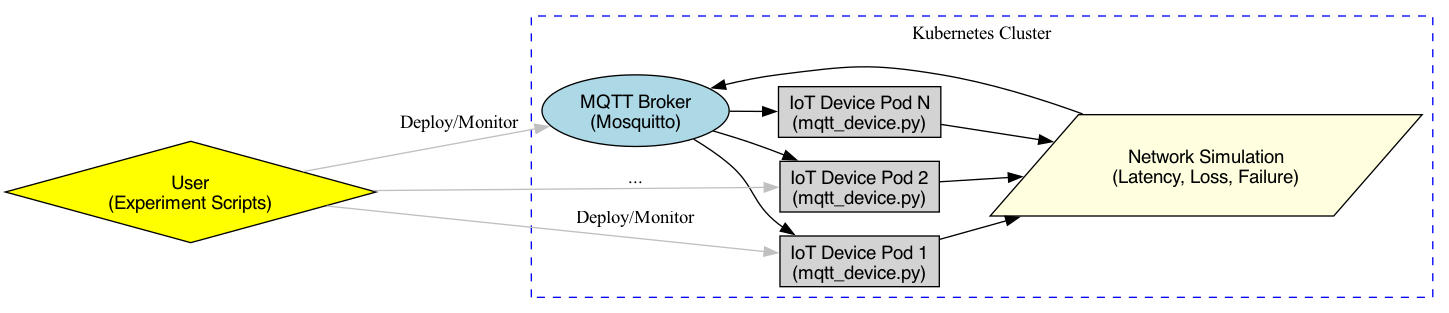 Kubernetes Cluster
MQTT Broker
(Mosquitto)
IoT Device Pod N
(mqtt_device.py)
Deploy/Monitor
Network Simulation
(Latency, Loss, Failure)
User
(Experiment Scripts)
...
IoT Device Pod 2
(mqtt_device.py)
Deploy/Monitor
IoT Device Pod 1
(mqtt_device.py)